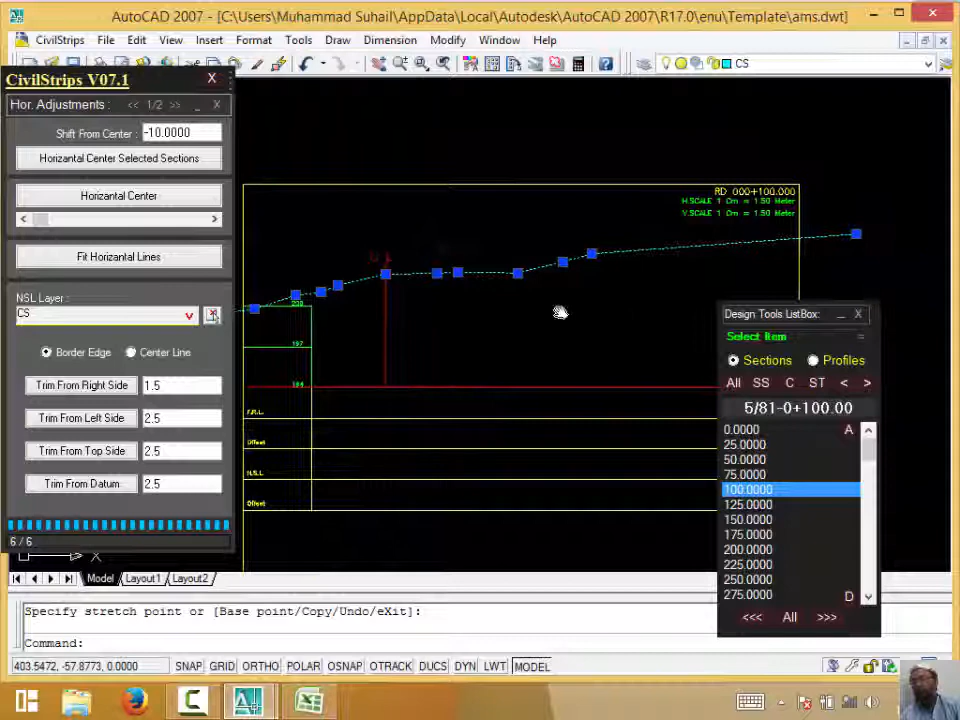 AutoCAD 2007 - [C:\Users\Muhammad Suhail\AppData\Local\Autodesk\AutoCAD 2007\R17.0\enu\Template\ams.dwt]
CivilStrips File Edit View Insert Format Tools Draw Dimension Modify Window Help
CS
CivilStrips V07.1 X
Hor. Adjustments : << 1/2 >> _ X
Shift From Center : -10.0000
Horizantal Center Selected Sections
Horizantal Center
< >
Fit Horizantal Lines
NSL Layer :
CS v
Border Edge Center Line
Trim From Right Side 1.5
Trim From Left Side 2.5
Trim From Top Side 2.5
Trim From Datum 2.5
6 / 6
RD 000+100.000
H.SCALE 1 Cm = 1.50 Meter
V.SCALE 1 Cm = 1.50 Meter
200
197
194
F.R.L.
Offset
N.S.L
Offset
Design Tools ListBox: _ X
Select Item =
Sections Profiles
All SS C ST < >
5/81-0+100.00
0.0000 A
25.0000
50.0000
75.0000
100.0000
125.0000
150.0000
175.0000
200.0000
225.0000
250.0000
275.0000 D
<<< All >>>
X
Model Layout1 Layout2
Specify stretch point or [Base point/Copy/Undo/eXit]:
Command:
403.5472, -57.8773, 0.0000 SNAP GRID ORTHO POLAR OSNAP OTRACK DUCS DYN LWT MODEL